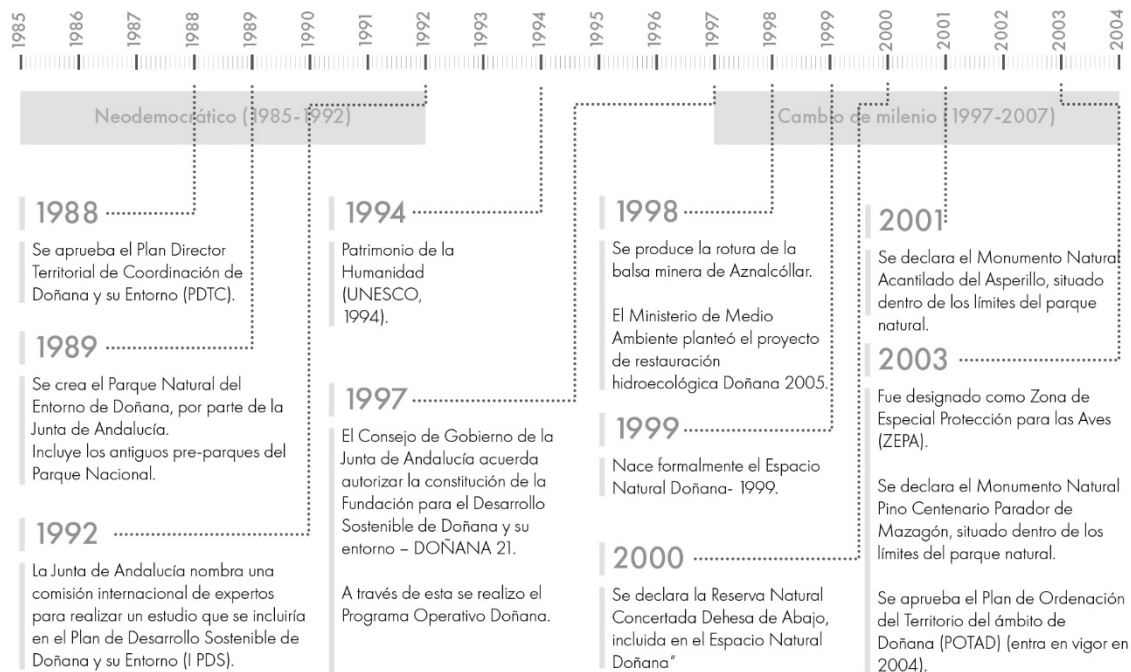 1985
1986
1987
1988
1989
1990
1991
1992
1993
1994
1995
1996
1997
1998
1999
2000
2001
2002
2003
2004
Neodemocrático (1985-1992)
Cambio de milenio (1997-2007)
1988
Se aprueba el Plan Director
Territorial de Coordinación de
Doñana y su Entorno (PDTC).
1989
Se crea el Parque Natural del
Entorno de Doñana, por parte de la
Junta de Andalucía.
Incluye los antiguos pre-parques del
Parque Nacional.
1992
La Junta de Andalucía nombra una
comisión internacional de expertos
para realizar un estudio que se incluiría
en el Plan de Desarrollo Sostenible de
Doñana y su Entorno (I PDS).
1994
Patrimonio de la
Humanidad
(UNESCO,
1994).
1997
El Consejo de Gobierno de la
Junta de Andalucía acuerda
autorizar la constitución de la
Fundación para el Desarrollo
Sostenible de Doñana y su
entorno – DOÑANA 21.
A través de esta se realizo el
Programa Operativo Doñana.
1998
Se produce la rotura de la
balsa minera de Aznalcóllar.
El Ministerio de Medio
Ambiente planteó el proyecto
de restauración
hidroecológica Doñana 2005.
1999
Nace formalmente el Espacio
Natural Doñana- 1999.
2000
Se declara la Reserva Natural
Concertada Dehesa de Abajo,
incluida en el Espacio Natural
Doñana"
2001
Se declara el Monumento Natural
Acantilado del Asperillo, situado
dentro de los límites del parque
natural.
2003
Fue designado como Zona de
Especial Protección para las Aves
(ZEPA).
Se declara el Monumento Natural
Pino Centenario Parador de
Mazagón, situado dentro de los
límites del parque natural.
Se aprueba el Plan de Ordenación
del Territorio del ámbito de
Doñana (POTAD) (entra en vigor en
2004).